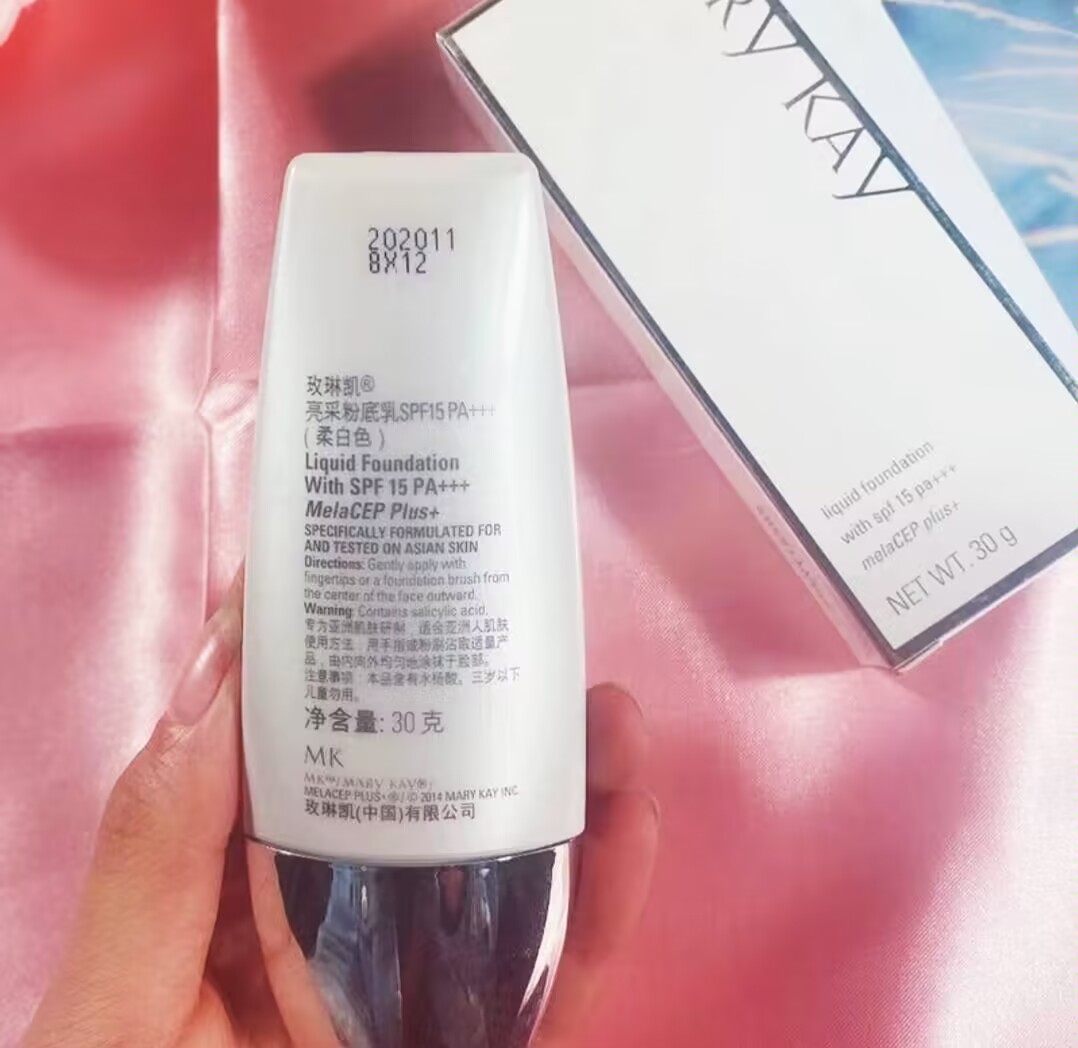 202011
8X12
玫琳凯®
亮采粉底乳SPF15 PA+++
(柔白色)
Liquid Foundation
With SPF 15 PA+++
MelaCEP Plus+
SPECIFICALLY FORMULATED FOR
AND TESTED ON ASIAN SKIN
Directions: Gently apply with
fingertips or a foundation brush from
the center of the face outward.
Warning: Contains salicylic acid.
专为亚洲肌肤研制 适合亚洲人肌肤
使用方法: 用手指或粉刷沾取适量产
品, 由内向外均匀地涂抹于脸部。
注意事项: 本品含有水杨酸。三岁以下
儿童勿用。
净含量: 30 克
MK
MK™/MARY KAY®/
MELACEP PLUS+®/© 2014 MARY KAY INC.
玫琳凯(中国)有限公司
RY KAY
liquid foundation
with spf 15 pa+++
melaCEP plus+
NET WT. 30 g